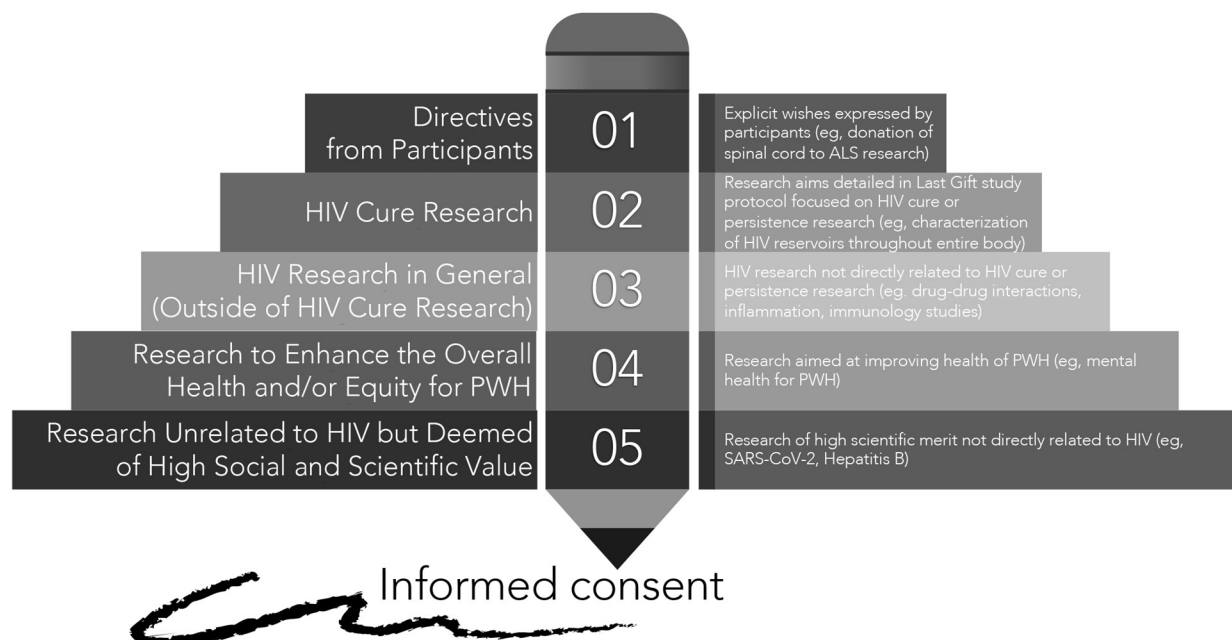 Directives
from Participants
01
Explicit wishes expressed by
participants (eg, donation of
spinal cord to ALS research)
HIV Cure Research
02
Research aims detailed in Last Gift study
protocol focused on HIV cure or
persistence research (eg, characterization
of HIV reservoirs throughout entire body)
HIV Research in General
(Outside of HIV Cure Research)
03
HIV research not directly related to HIV cure or
persistence research (eg. drug-drug interactions,
inflammation, immunology studies)
Research to Enhance the Overall
Health and/or Equity for PWH
04
Research aimed at improving health of PWH (eg, mental
health for PWH)
Research Unrelated to HIV but Deemed
of High Social and Scientific Value
05
Research of high scientific merit not directly related to HIV (eg,
SARS-CoV-2, Hepatitis B)
Informed consent